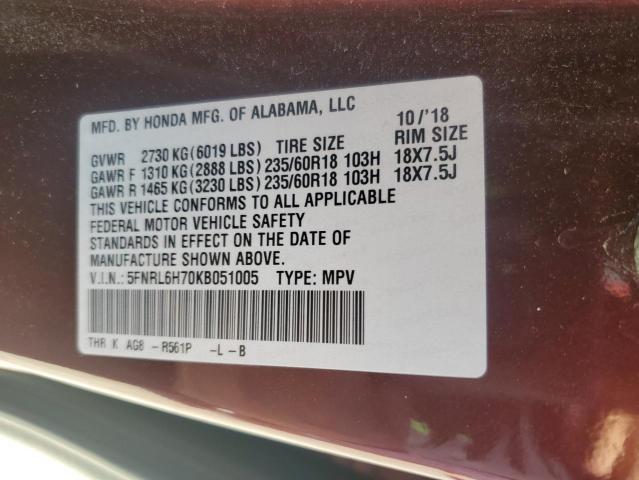 MFD. BY HONDA MFG. OF ALABAMA, LLC 10/'18
GVWR 2730 KG (6019 LBS) TIRE SIZE RIM SIZE
GAWR F 1310 KG (2888 LBS) 235/60R18 103H 18X7.5J
GAWR R 1465 KG (3230 LBS) 235/60R18 103H 18X7.5J
THIS VEHICLE CONFORMS TO ALL APPLICABLE
FEDERAL MOTOR VEHICLE SAFETY
STANDARDS IN EFFECT ON THE DATE OF
MANUFACTURE SHOWN ABOVE.
V.I.N.: 5FNRL6H70KB051005 TYPE: MPV
THR K AG8 - R561P -L-B